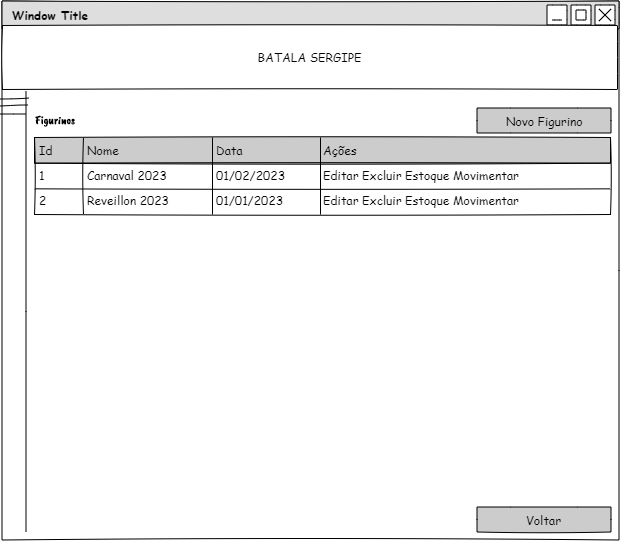 Window Title
BATALA SERGIPE
Figurinos
Novo Figurino
Id Nome Data Ações
1 Carnaval 2023 01/02/2023 Editar Excluir Estoque Movimentar
2 Reveillon 2023 01/01/2023 Editar Excluir Estoque Movimentar
Voltar